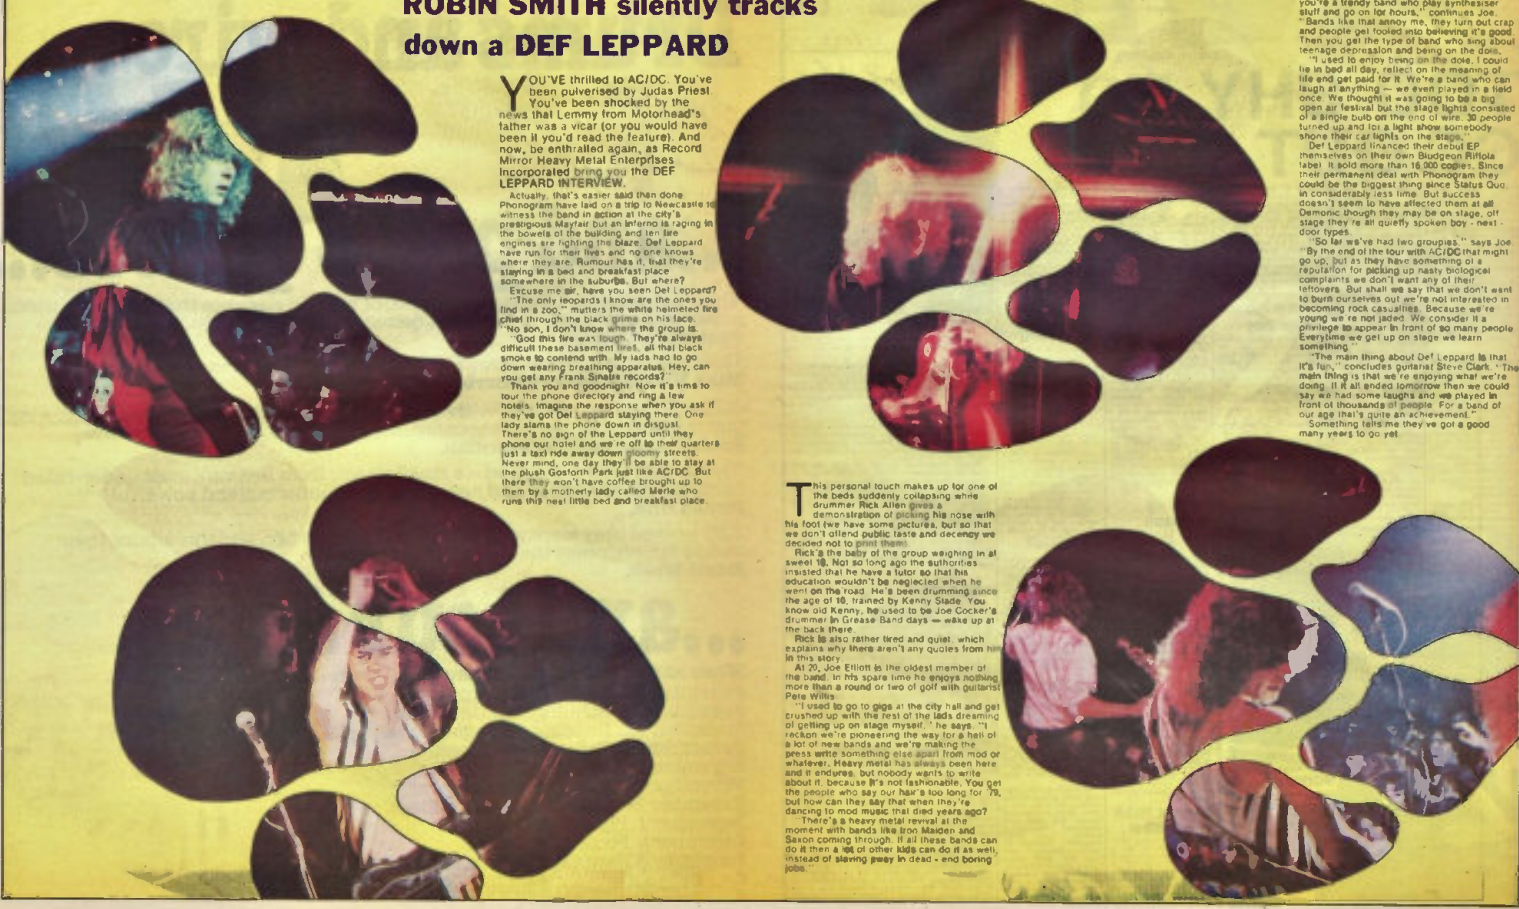 ROBIN SMITH silently tracks
down a DEF LEPPARD
YOU'VE thrilled to AC/DC. You've
been pulverised by Judas Priest.
You've been shocked by the
news that Lemmy from Motorhead's
father was a vicar (or you would have
been if you'd read the feature). And
now, be enthralled again, as Record
Mirror Heavy Metal Enterprises
Incorporated bring you the DEF
LEPPARD INTERVIEW.
Actually, that's easier said than done.
Phonogram have laid on a trip to Newcastle to
witness the band in action at the city's
prestigious Mayfair but an inferno is raging in
the bowels of the building and ten fire
engines are fighting the blaze. Def Leppard
have run for their lives and no one knows
where they are. Rumour has it, that they're
staying in a bed and breakfast place
somewhere in the suburbs. But where?
Excuse me sir, have you seen Def Leppard?
"The only leopards I know are the ones you
find in a zoo," mutters the white helmeted fire
chief through the black grime on his face.
"No son, I don't know where the group is.
"God this fire was tough. They're always
difficult these basement fires, all that black
smoke to contend with. My lads had to go
down wearing breathing apparatus. Hey, can
you get any Frank Sinatra records?"
Thank you and goodnight. Now it's time to
tour the phone directory and ring a few
hotels. Imagine the response when you ask if
they've got Def Leppard staying there. One
lady slams the phone down in disgust.
There's no sign of the Leppard until they
phone our hotel and we're off to their quarters
just a taxi ride away down gloomy streets.
Never mind, one day they'll be able to stay at
the plush Gosforth Park just like AC/DC. But
there they won't have coffee brought up to
them by a motherly lady called Merle who
runs this neat little bed and breakfast place.
This personal touch makes up for one of
the beds suddenly collapsing while
drummer Rick Allen gives a
demonstration of picking his nose with
his foot (we have some pictures, but so that
we don't offend public taste and decency we
decided not to print them).
Rick's the baby of the group weighing in at
sweet 16. Not so long ago the authorities
insisted that he have a tutor so that his
education wouldn't be neglected when he
went on the road. He's been drumming since
the age of 10, trained by Kenny Slade. You
know old Kenny, he used to be Joe Cocker's
drummer in Grease Band days — wake up at
the back there.
Rick is also rather tired and quiet, which
explains why there aren't any quotes from him
in this story.
At 20, Joe Elliott is the oldest member of
the band. In his spare time he enjoys nothing
more than a round or two of golf with guitarist
Pete Willis.
"I used to go to gigs at the city hall and get
crushed up with the rest of the lads dreaming
of getting up on stage myself," he says. "I
reckon we're pioneering the way for a hell of
a lot of new bands and we're making the
press write something else apart from mod or
whatever. Heavy metal has always been here
and it endures, but nobody wants to write
about it, because it's not fashionable. You get
the people who say our hair's too long for '79,
but how can they say that when they're
dancing to mod music that died years ago?
"There's a heavy metal revival at the
moment with bands like Iron Maiden and
Saxon coming through. If all these bands can
do it then a lot of other kids can do it as well,
instead of slaving away in dead - end boring
jobs."
you're a trendy band who play synthesiser
stuff and go on for hours," continues Joe.
"Bands like that annoy me, they turn out crap
and people get fooled into believing it's good.
Then you get the type of band who sing about
teenage depression and being on the dole.
"I used to enjoy being on the dole. I could
lie in bed all day, reflect on the meaning of
life and get paid for it. We're a band who can
laugh at anything — we even played in a field
once. We thought it was going to be a big
open air festival but the stage lights consisted
of a single bulb on the end of wire. 30 people
turned up and for a light show somebody
shone their car lights on the stage."
Def Leppard financed their debut EP
themselves on their own Bludgeon Riffola
label. It sold more than 16,000 copies. Since
their permanent deal with Phonogram they
could be the biggest thing since Status Quo,
in considerably less time. But success
doesn't seem to have affected them at all.
Demonic though they may be on stage, off
stage they're all quietly spoken boy - next -
door types.
"So far we've had two groupies," says Joe.
"By the end of the tour with AC/DC that might
go up, but as they have something of a
reputation for picking up nasty biological
complaints we don't want any of their
leftovers. But shall we say that we don't want
to burn ourselves out we're not interested in
becoming rock casualties. Because we're
young we're not jaded. We consider it a
privilege to appear in front of so many people.
Everytime we get up on stage we learn
something."
"The main thing about Def Leppard is that
it's fun," concludes guitarist Steve Clark. "The
main thing is that we're enjoying what we're
doing. If it all ended tomorrow then we could
say we had some laughs and we played in
front of thousands of people. For a band of
our age that's quite an achievement."
Something tells me they've got a good
many years to go yet.